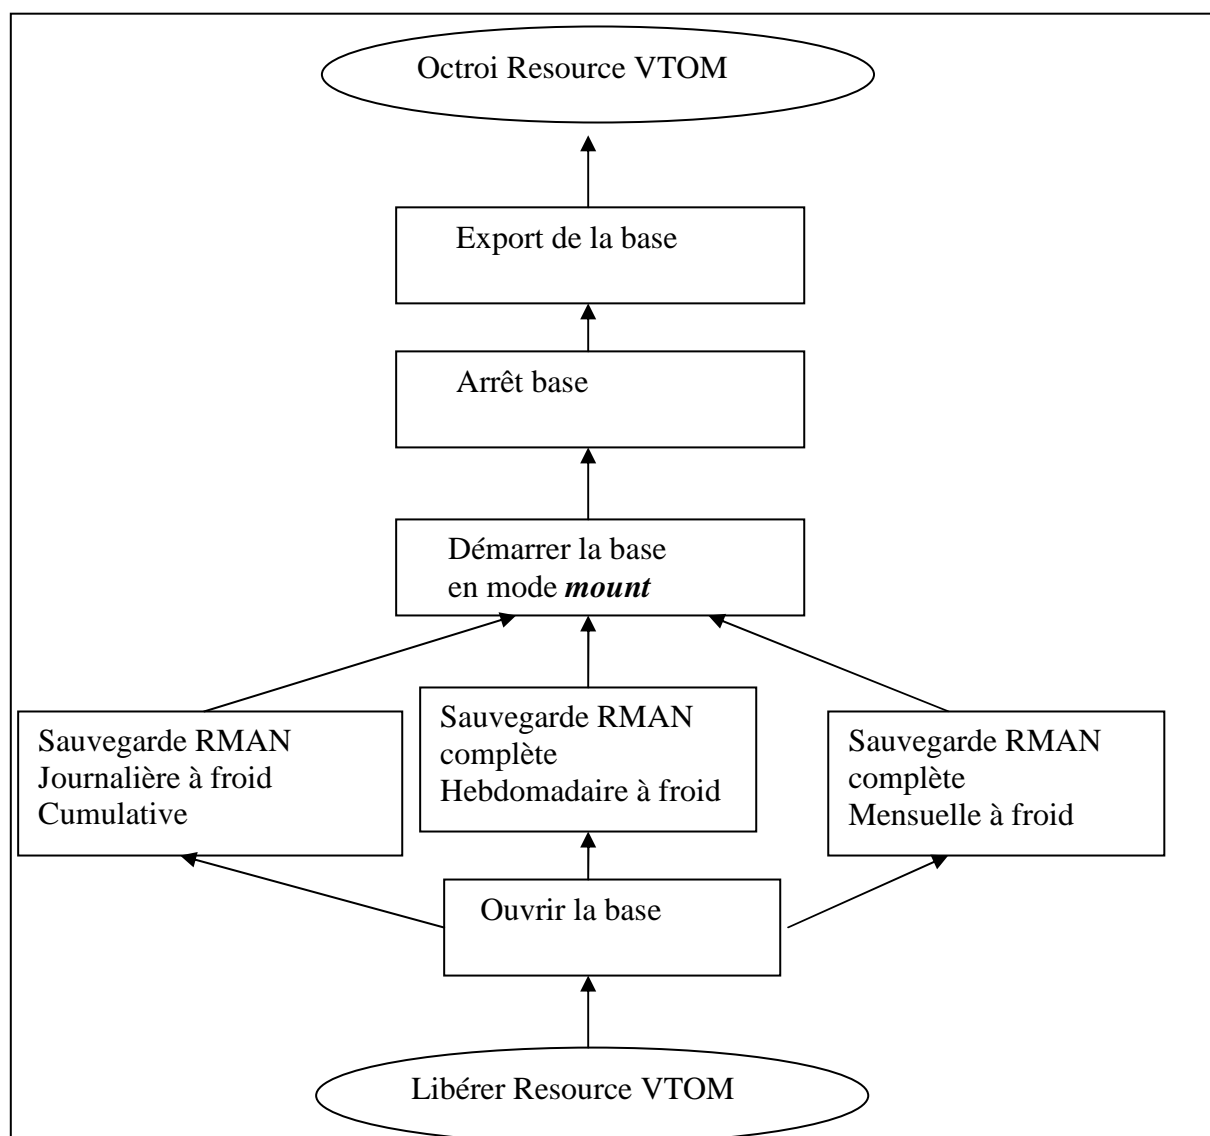 Octroi Resource VTOM
Export de la base
Arrêt base
Démarrer la base
en mode mount
Sauvegarde RMAN
Journalière à froid
Cumulative
Sauvegarde RMAN
complète
Hebdomadaire à froid
Sauvegarde RMAN
complète
Mensuelle à froid
Ouvrir la base
Libérer Resource VTOM